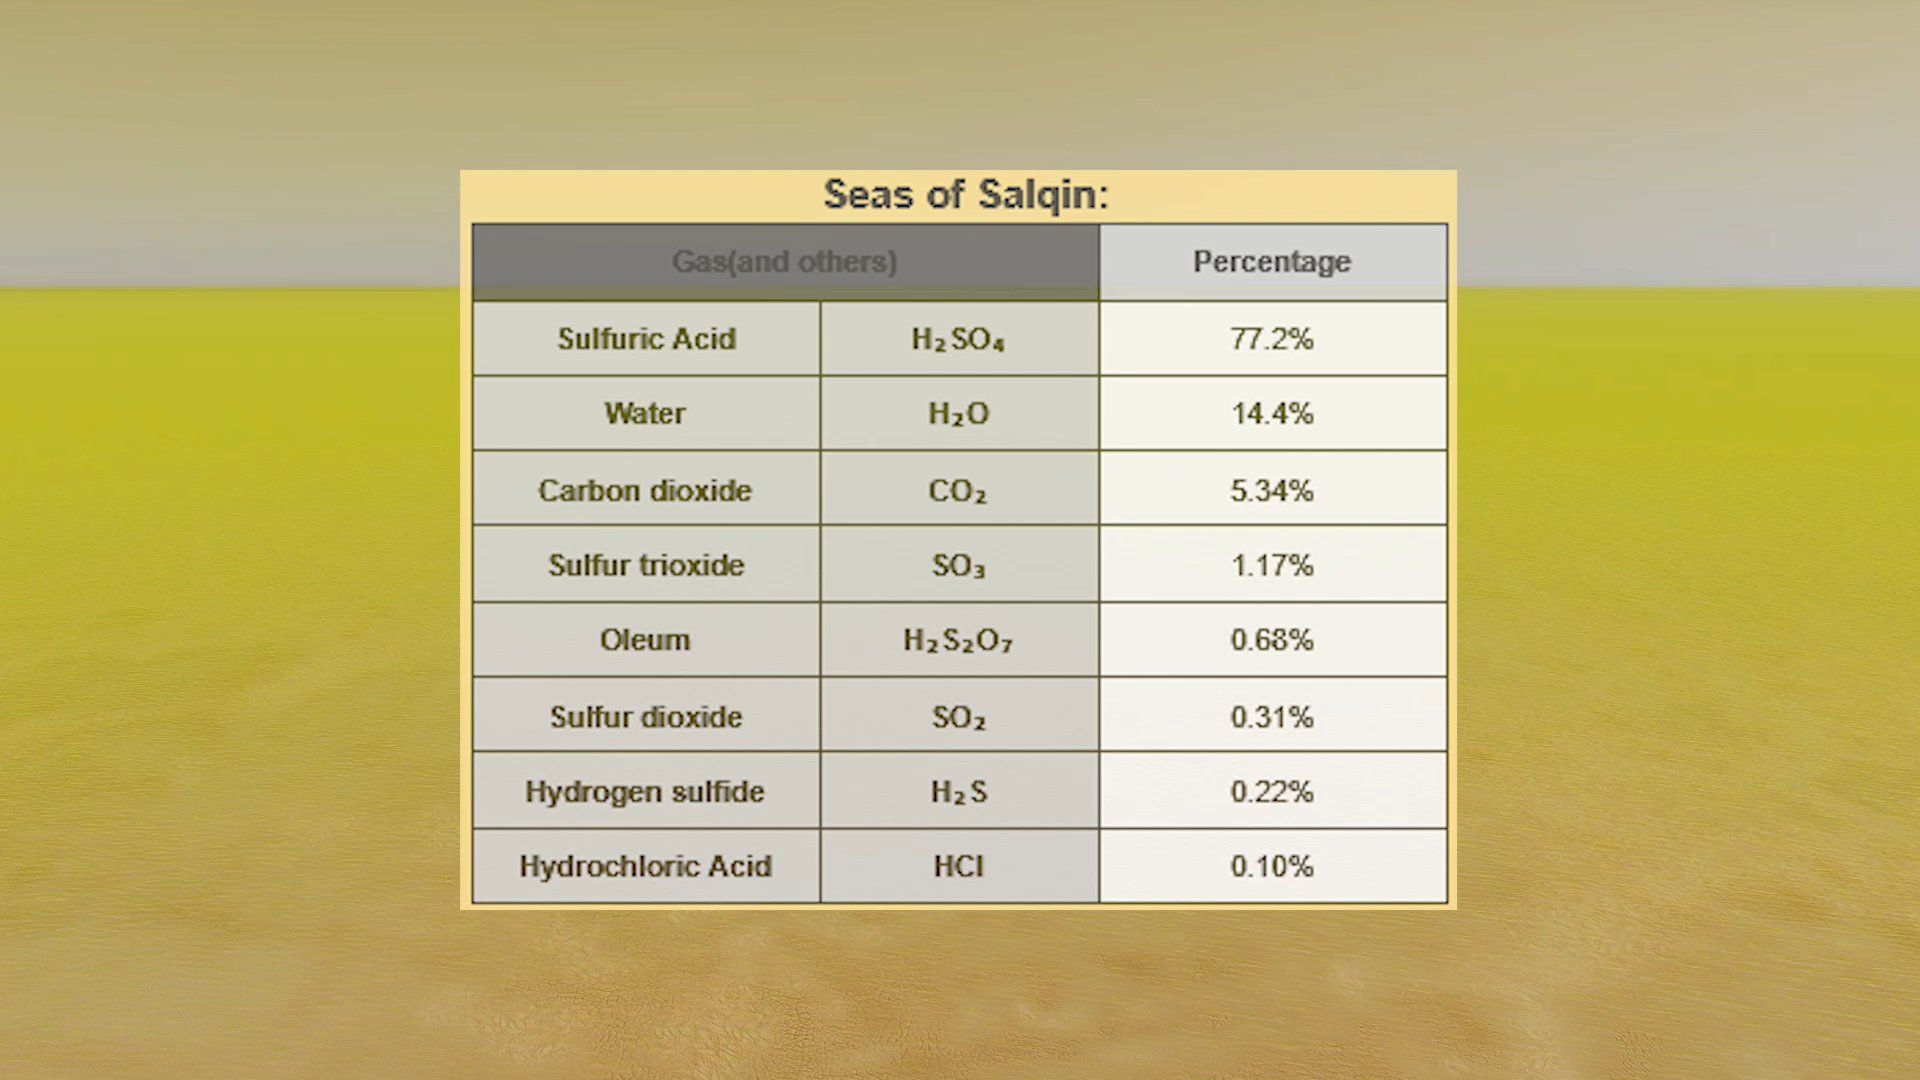 Seas of Salqin:
Gas(and others) Percentage
Sulfuric Acid H₂SO₄ 77.2%
Water H₂O 14.4%
Carbon dioxide CO₂ 5.34%
Sulfur trioxide SO₃ 1.17%
Oleum H₂S₂O₇ 0.68%
Sulfur dioxide SO₂ 0.31%
Hydrogen sulfide H₂S 0.22%
Hydrochloric Acid HCl 0.10%